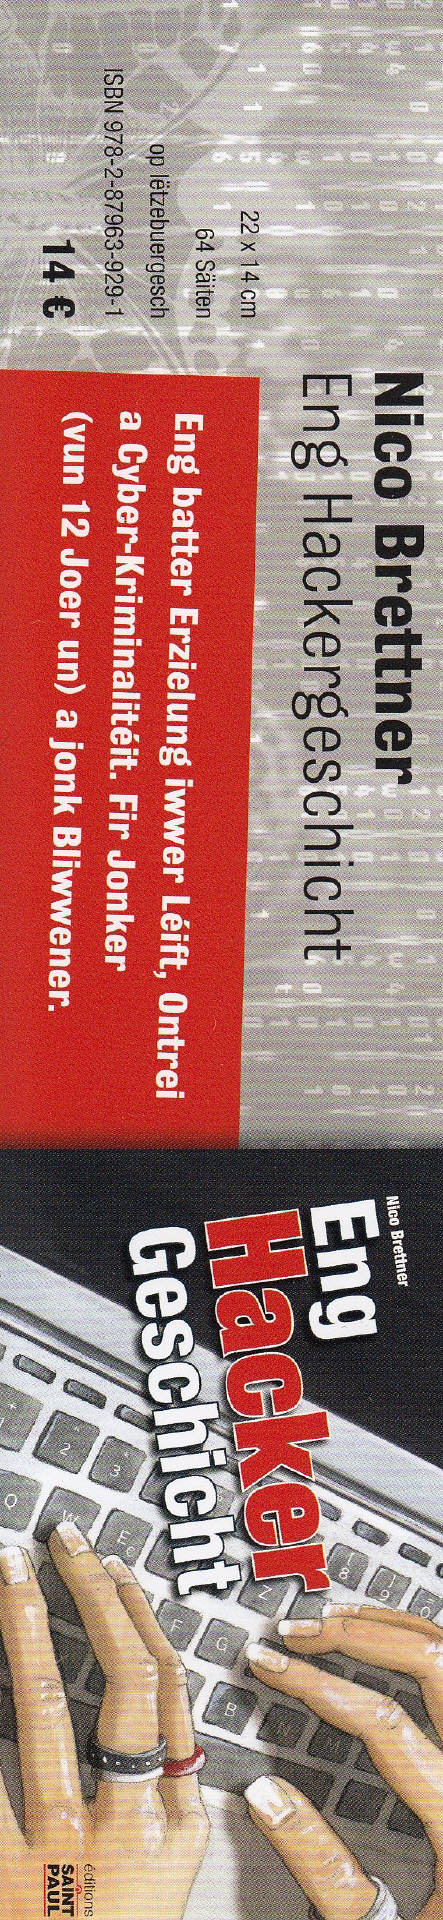 Nico Brettner
Eng Hackergeschicht
22 x 14 cm
64 Säiten
op lëtzebuergesch
ISBN 978-2-87963-929-1
14 €
Eng batter Erzielung iwwer Léift, Ontrei
a Cyber-Kriminalitéit. Fir Jonker
(vun 12 Joer un) a jonk Bliwwener.
Nico Brettner
Eng
Hacker
Geschicht
éditions
SAINT
PAUL